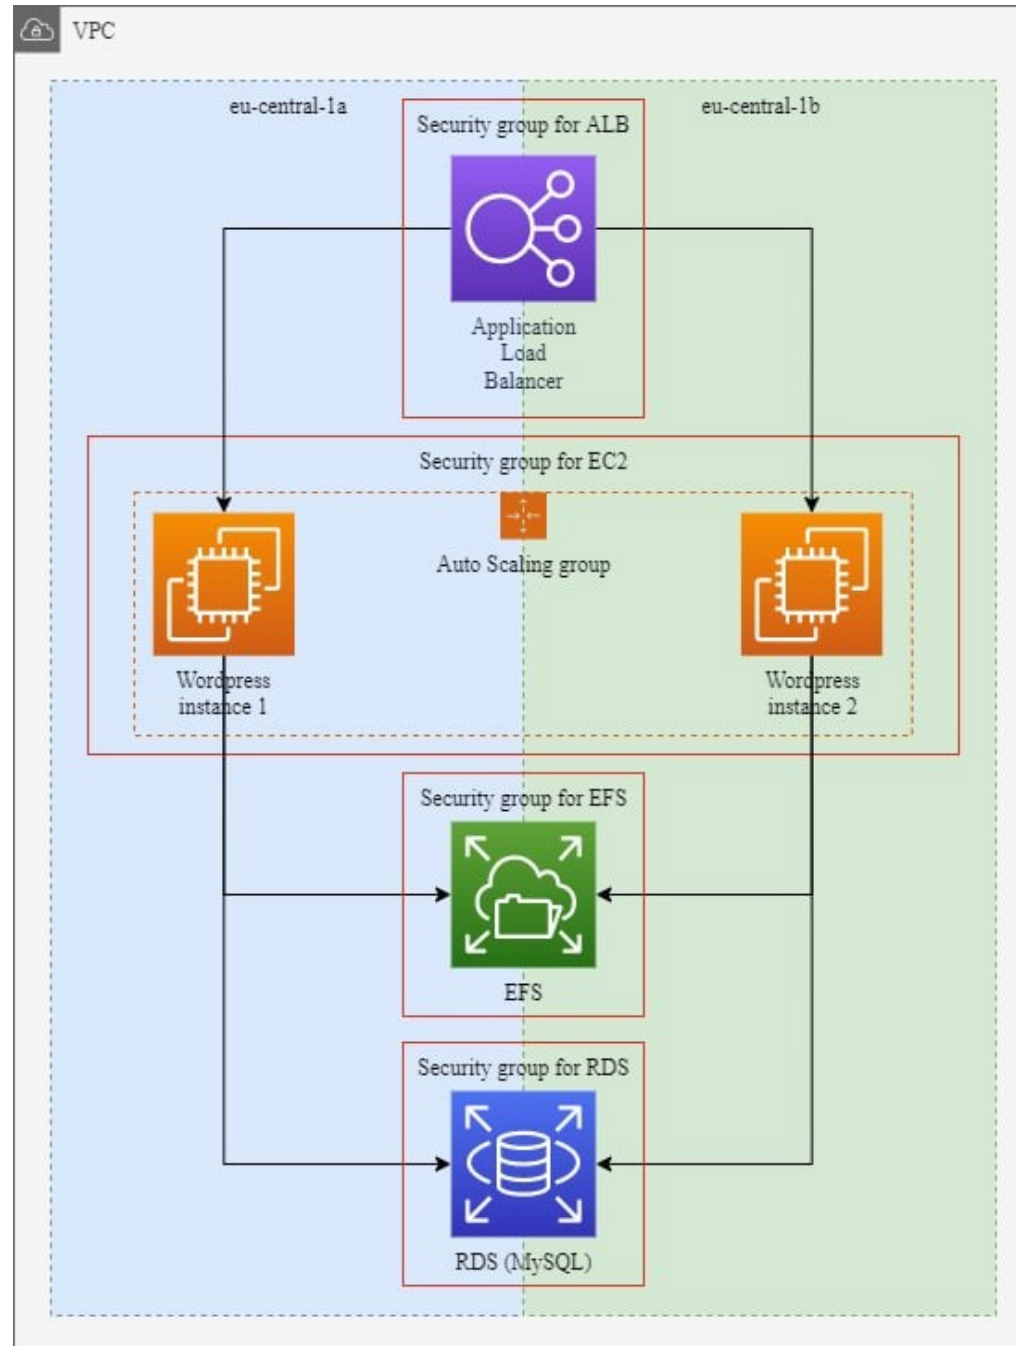 VPC
eu-central-1a
eu-central-1b
Security group for ALB
Application
Load
Balancer
Security group for EC2
Auto Scaling group
Wordpress
instance 1
Wordpress
instance 2
Security group for EFS
EFS
Security group for RDS
RDS (MySQL)